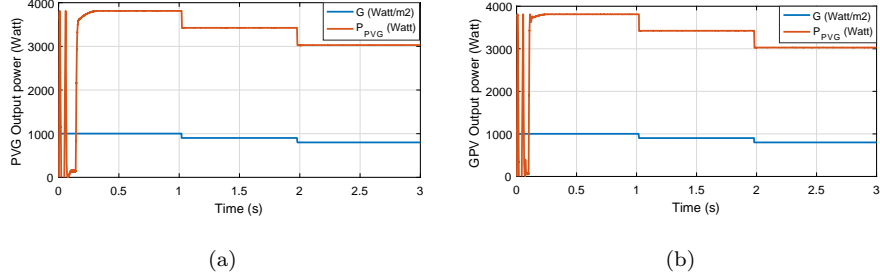 PVG Output power (Watt)
4000
3000
2000
1000
0
0
0.5
1
1.5
2
2.5
3
Time (s)
G (Watt/m2)
P PVG (Watt)
(a)
GPV Output power (Watt)
4000
3000
2000
1000
0
0
0.5
1
1.5
2
2.5
3
Time (s)
G (Watt/m2)
P PVG (Watt)
(b)